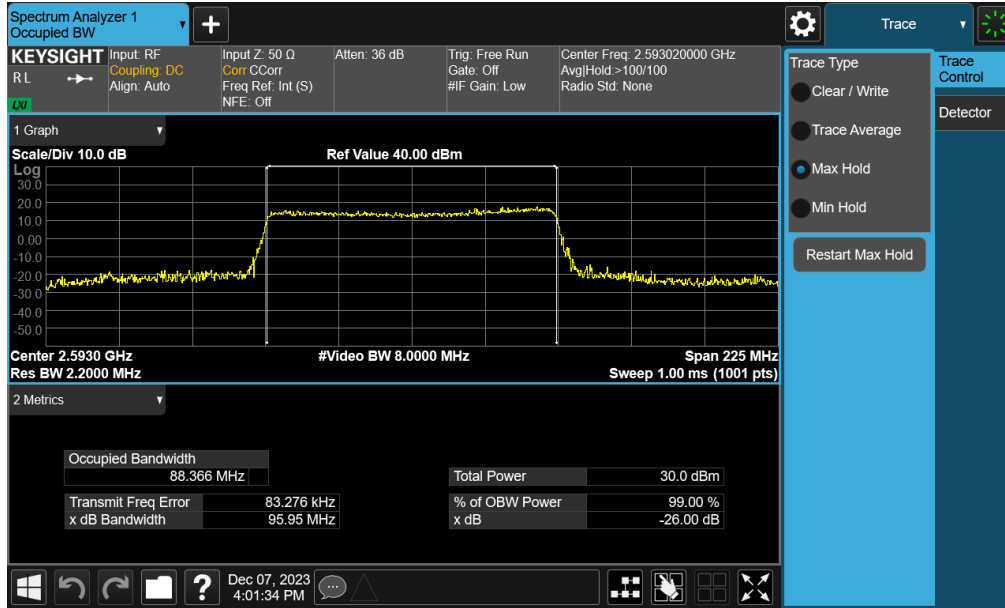 Spectrum Analyzer 1
Occupied BW
Trace
KEYSIGHT
R L
LXI
Input: RF
Coupling: DC
Align: Auto
Input Z: 50 Ω
Corr CCorr
Freq Ref: Int (S)
NFE: Off
Atten: 36 dB
Trig: Free Run
Gate: Off
#IF Gain: Low
Center Freq: 2.593020000 GHz
Avg|Hold:>100/100
Radio Std: None
Trace Type
Clear / Write
Trace Average
Max Hold
Min Hold
Restart Max Hold
Trace
Control
Detector
1 Graph
Scale/Div 10.0 dB
Ref Value 40.00 dBm
Log
30.0
20.0
10.0
0.00
-10.0
-20.0
-30.0
-40.0
-50.0
Center 2.5930 GHz
#Video BW 8.0000 MHz
Span 225 MHz
Res BW 2.2000 MHz
Sweep 1.00 ms (1001 pts)
2 Metrics
Occupied Bandwidth
88.366 MHz
Total Power 30.0 dBm
Transmit Freq Error 83.276 kHz
% of OBW Power 99.00 %
x dB Bandwidth 95.95 MHz
x dB -26.00 dB
?
Dec 07, 2023
4:01:34 PM